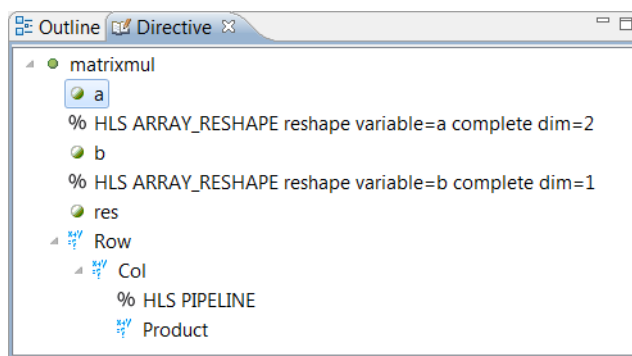 Outline Directive
matrixmul
a
% HLS ARRAY_RESHAPE reshape variable=a complete dim=2
b
% HLS ARRAY_RESHAPE reshape variable=b complete dim=1
res
Row
Col
% HLS PIPELINE
Product